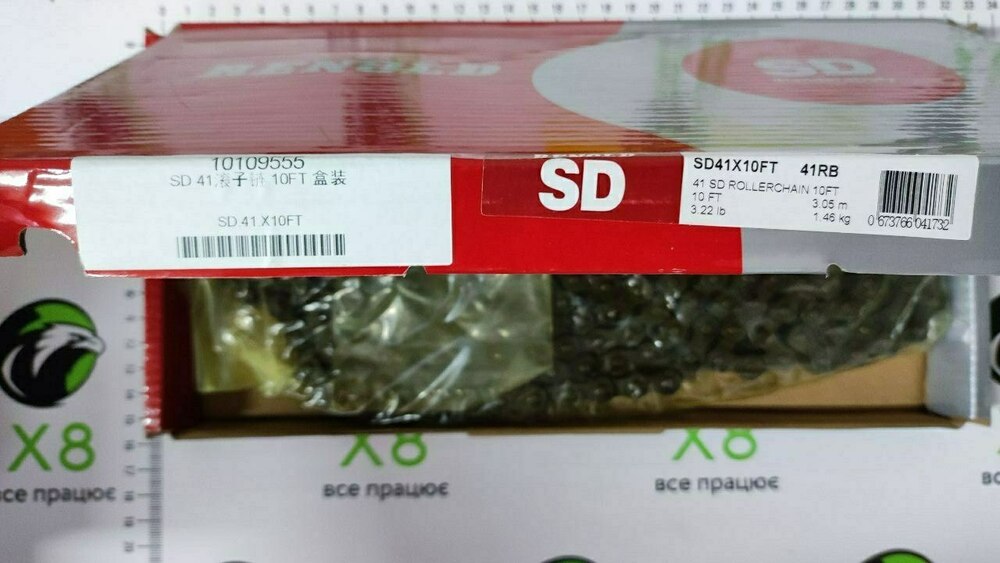 RENOLD
SD
10109555
SD 41 滚子链 10FT 盒装
SD 41 X10FT
SD
SD41X10FT 41RB
41 SD ROLLERCHAIN 10FT
10 FT 3.05 m
3.22 lb 1.46 kg
0 673766 041732
X8
все працює
X8
все працює
X8
все працює